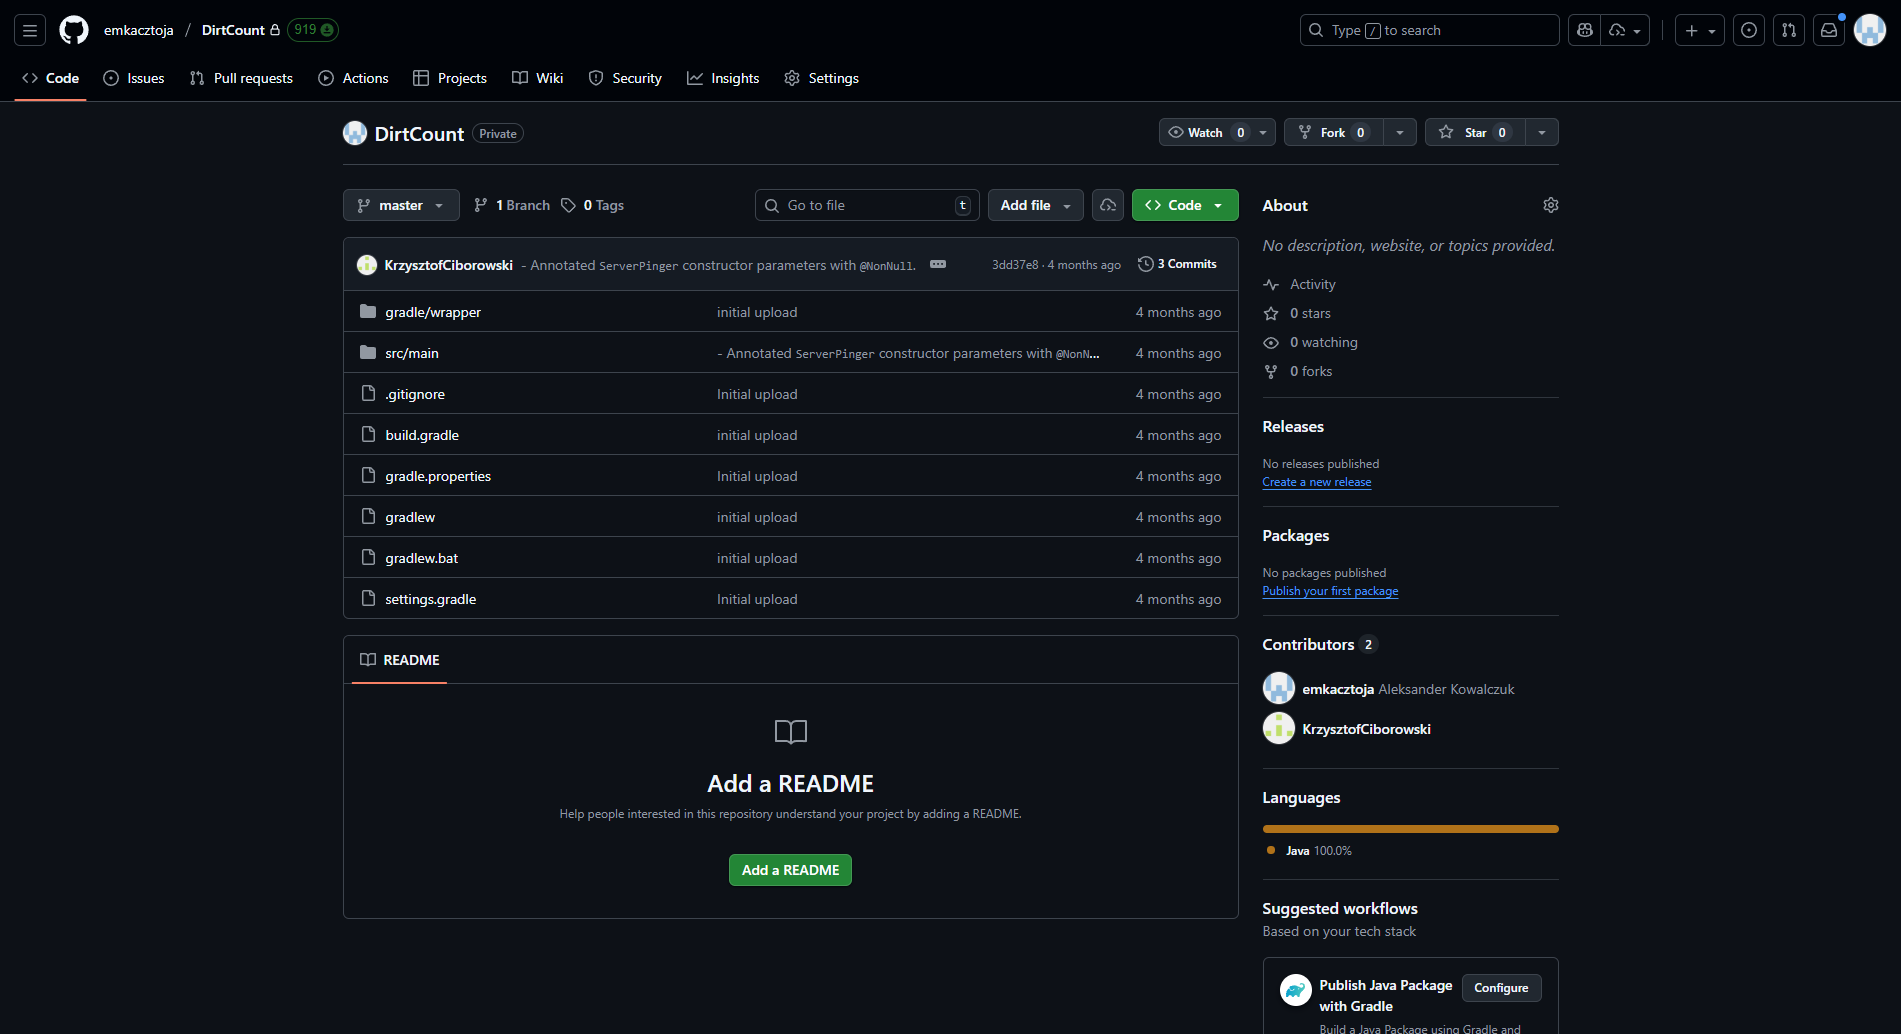 emkacztoja / DirtCount 919
Type / to search
Code Issues Pull requests Actions Projects Wiki Security Insights Settings
DirtCount Private
Watch 0 Fork 0 Star 0
master 1 Branch 0 Tags Go to file t Add file Code
KrzysztofCiborowski - Annotated ServerPinger constructor parameters with @NonNull. 3dd37e8 · 4 months ago 3 Commits
gradle/wrapper initial upload 4 months ago
src/main - Annotated ServerPinger constructor parameters with @NonN... 4 months ago
.gitignore Initial upload 4 months ago
build.gradle initial upload 4 months ago
gradle.properties Initial upload 4 months ago
gradlew initial upload 4 months ago
gradlew.bat initial upload 4 months ago
settings.gradle Initial upload 4 months ago
README
Add a README
Help people interested in this repository understand your project by adding a README.
Add a README
About
No description, website, or topics provided.
Activity
0 stars
0 watching
0 forks
Releases
No releases published
Create a new release
Packages
No packages published
Publish your first package
Contributors 2
emkacztoja Aleksander Kowalczuk
KrzysztofCiborowski
Languages
Java 100.0%
Suggested workflows
Based on your tech stack
Publish Java Package
with Gradle
Configure
Build a Java Package using Gradle and